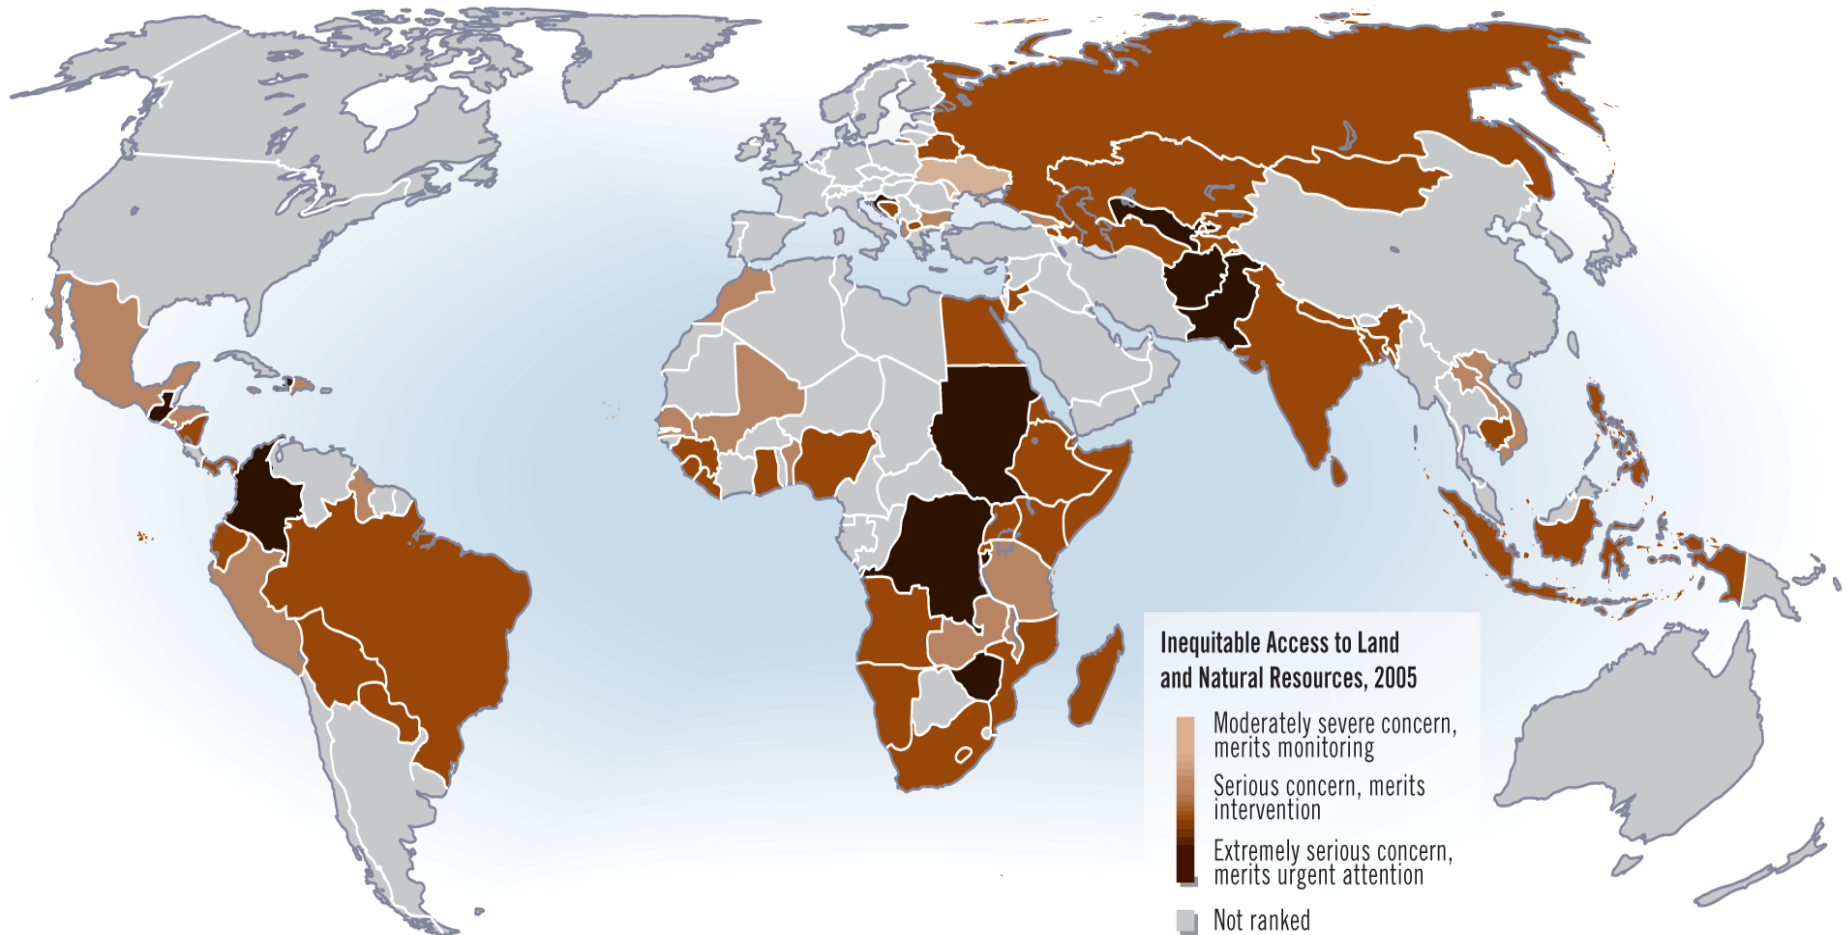 Inequitable Access to Land
and Natural Resources, 2005
Moderately severe concern,
merits monitoring
Serious concern, merits
intervention
Extremely serious concern,
merits urgent attention
Not ranked